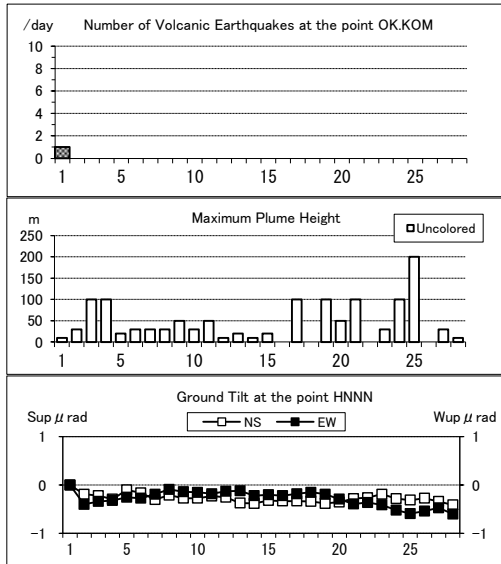 /day Number of Volcanic Earthquakes at the point OK.KOM
10
8
6
4
2
0
1 5 10 15 20 25
m Maximum Plume Height
Uncolored
250
200
150
100
50
0
1 5 10 15 20 25
Ground Tilt at the point HNNN
Sup μ rad Wup μ rad
NS EW
1 1
0 0
−1 −1
1 5 10 15 20 25